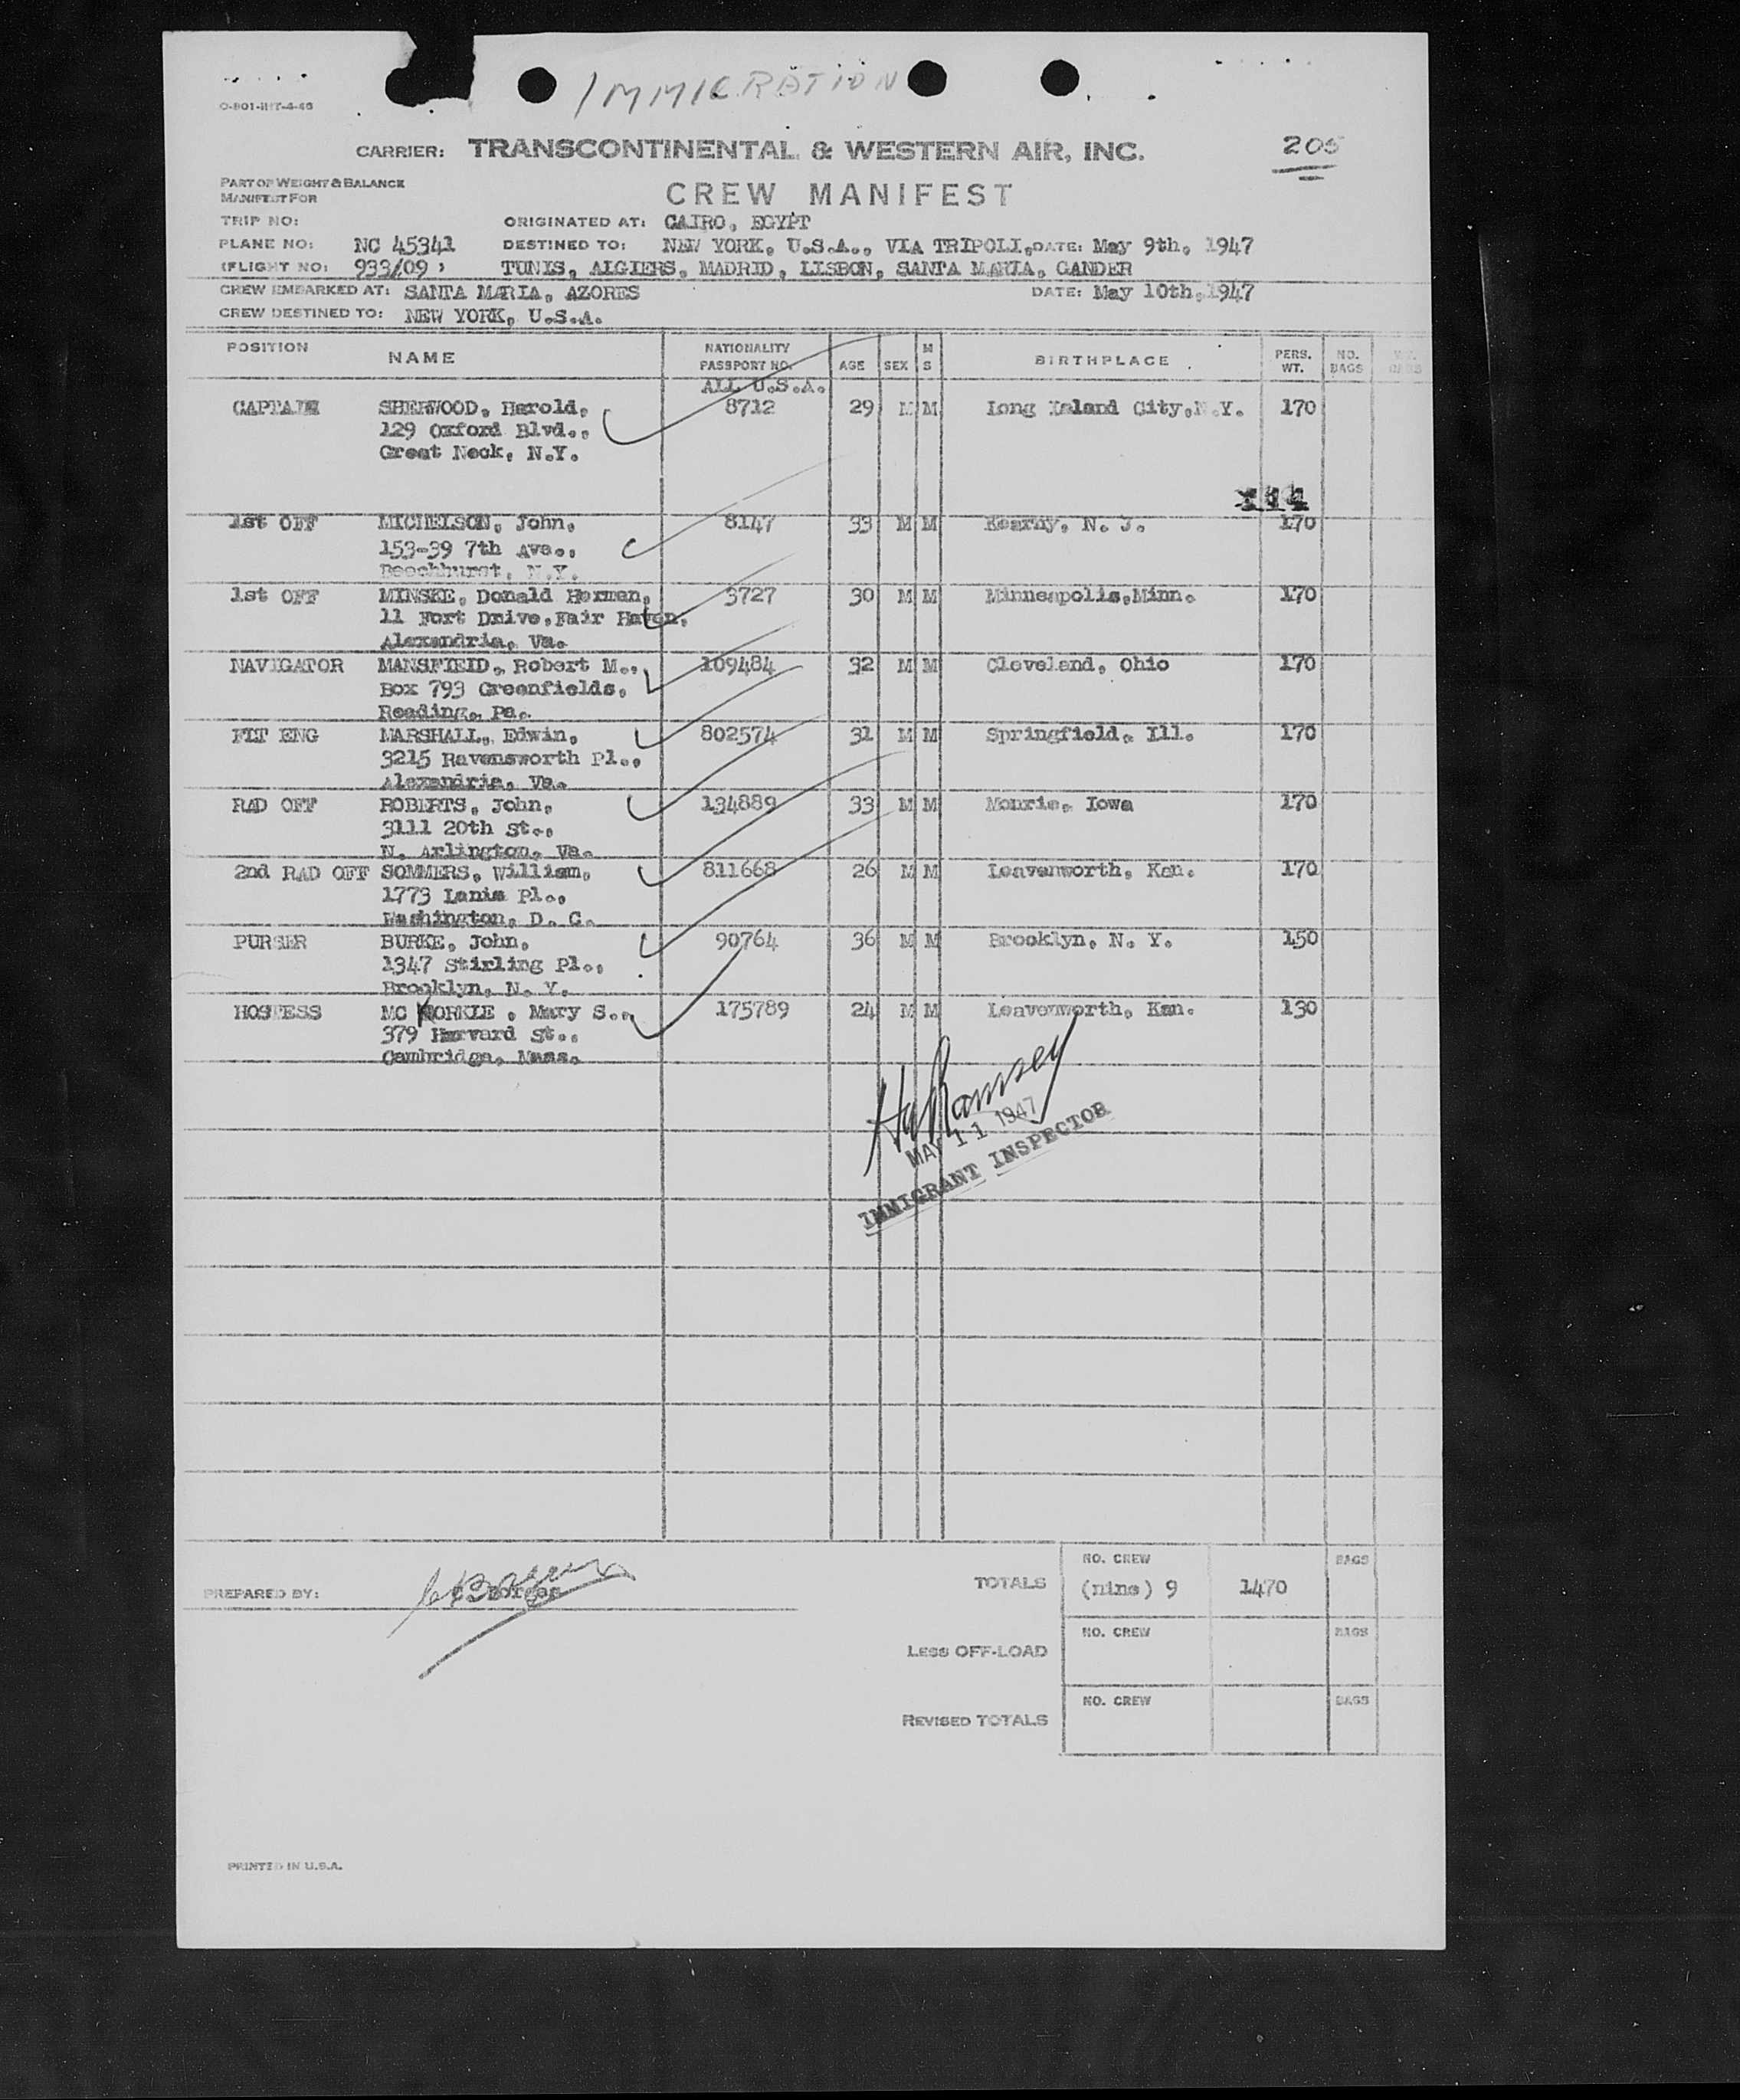 IMMIGRATION
O-801-INT-4-46
CARRIER: TRANSCONTINENTAL & WESTERN AIR, INC.
205
PART OF WEIGHT & BALANCE
MANIFEST FOR
CREW MANIFEST
TRIP NO: ORIGINATED AT: CAIRO, EGYPT
PLANE NO: NC 45341 DESTINED TO: NEW YORK, U.S.A., VIA TRIPOLI, DATE: May 9th, 1947
(FLIGHT NO: 933/09 ) TUNIS, ALGIERS, MADRID, LISBON, SANTA MARIA, GANDER
CREW EMBARKED AT: SANTA MARIA, AZORES DATE: May 10th, 1947
CREW DESTINED TO: NEW YORK, U.S.A.
POSITION NAME NATIONALITY PASSPORT NO. AGE SEX M S BIRTHPLACE PERS. WT. NO. BAGS
ALL U.S.A.
CAPTAIN SHERWOOD, Harold, 8712 29 M M Long Island City, N.Y. 170
129 Oxford Blvd.,
Great Neck, N.Y.
114
1st OFF MICHELSON, John, 8147 33 M M Kearny, N. J. 170
153-39 7th Ave.,
Beechhurst, N.Y.
1st OFF MINSKE, Donald Herman, 3727 30 M M Minneapolis,Minn. 170
11 Fort Drive,Fair Haven,
Alexandria, Va.
NAVIGATOR MANSFIELD, Robert M., 109484 32 M M Cleveland, Ohio 170
Box 793 Greenfields,
Reading, Pa.
FLT ENG MARSHALL, Edwin, 802574 31 M M Springfield, Ill. 170
3215 Ravensworth Pl.,
Alexandria, Va.
RAD OFF ROBERTS, John, 134889 33 M M Monrie, Iowa 170
3111 20th St.,
N. Arlington, Va.
2nd RAD OFF SOMMERS, William, 811668 26 M M Leavenworth, Kan. 170
1773 Lanis Pl.,
Washington, D. C.
PURSER BURKE, John, 90764 36 M M Brooklyn, N. Y. 150
1347 Stirling Pl.,
Brooklyn, N. Y.
HOSTESS MC KORKLE , Mary S., 175789 24 M M Leavenworth, Kan. 130
379 Harvard St.,
Cambridge, Mass.
Ramsey
MAY 11 1947
IMMIGRANT INSPECTOR
PREPARED BY:
TOTALS NO. CREW (nine) 9 1470 BAGS
LESS OFF-LOAD NO. CREW BAGS
REVISED TOTALS NO. CREW BAGS
PRINTED IN U.S.A.